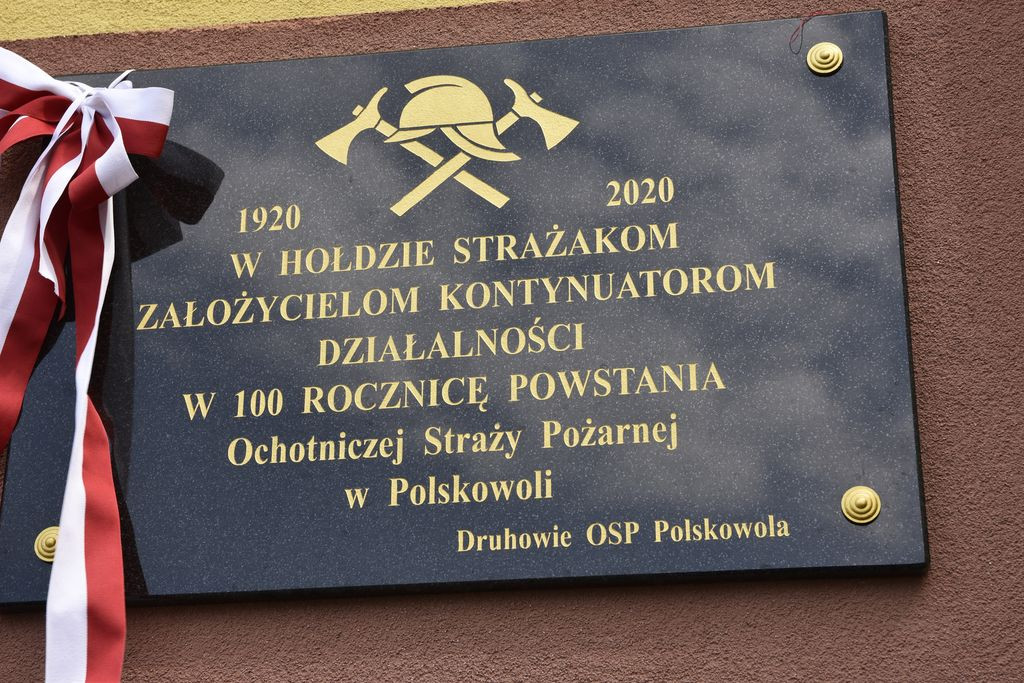 1920 2020
W HOŁDZIE STRAŻAKOM
ZAŁOŻYCIELOM KONTYNUATOROM
DZIAŁALNOŚCI
W 100 ROCZNICĘ POWSTANIA
Ochotniczej Straży Pożarnej
w Polskowoli
Druhowie OSP Polskowola